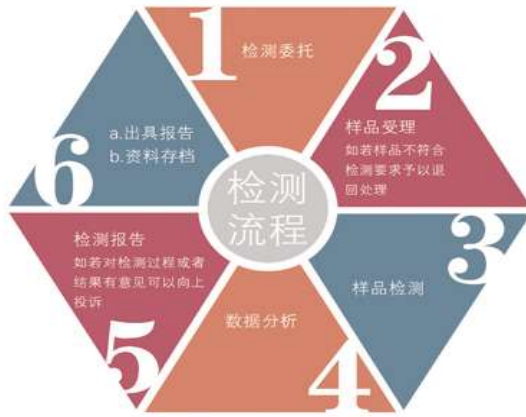 检测
流程
1
检测委托
2
样品受理
如若样品不符合
检测要求予以退
回处理
3
样品检测
4
数据分析
5
检测报告
如若对检测过程或者
结果有意见可以向上
投诉
6
a.出具报告
b.资料存档